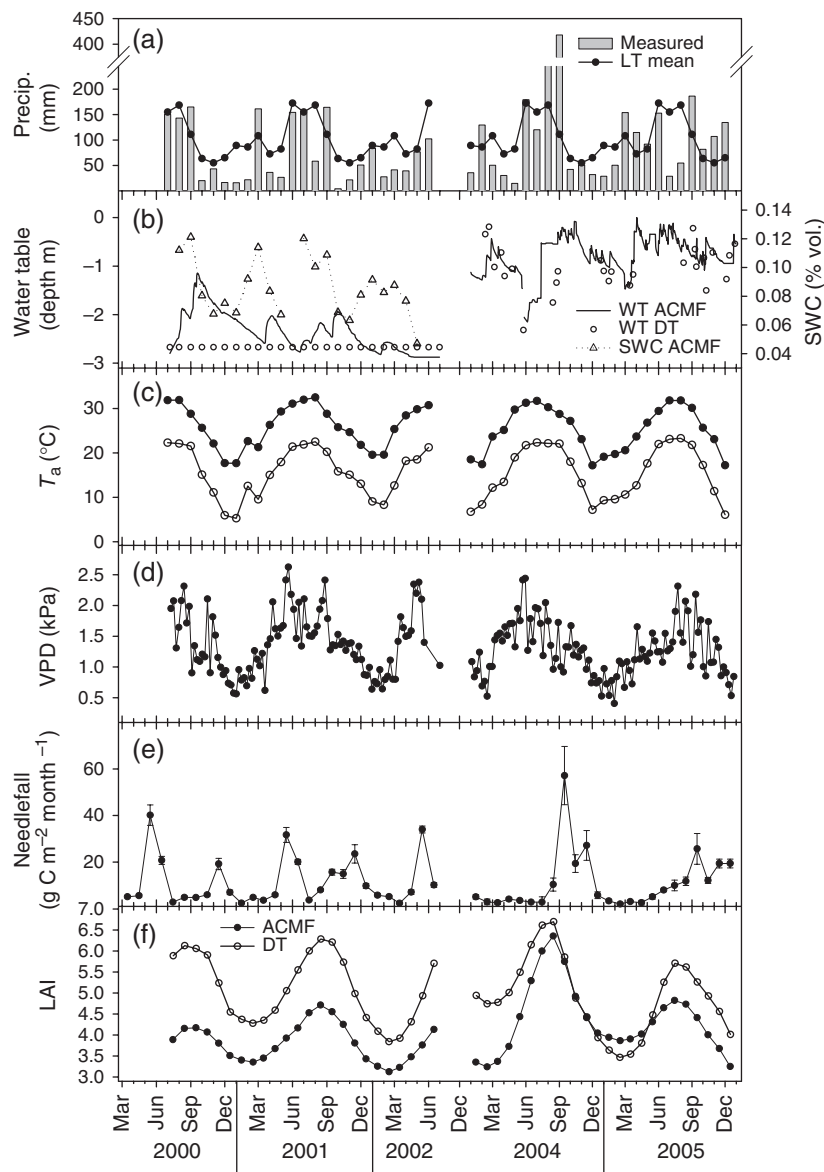 (a)
450
400
200
150
100
50
Precip.
(mm)
Measured
LT mean
(b)
0
−1
−2
−3
Water table
(depth m)
0.14
0.12
0.10
0.08
0.06
0.04
SWC (% vol.)
WT ACMF
WT DT
SWC ACMF
(c)
30
20
10
0
Ta (°C)
(d)
2.5
2.0
1.5
1.0
0.5
VPD (kPa)
(e)
60
40
20
Needlefall
(g C m−2 month −1)
(f)
7.0
6.5
6.0
5.5
5.0
4.5
4.0
3.5
3.0
LAI
ACMF
DT
Mar Jun Sep Dec Mar Jun Sep Dec Mar Jun Dec Mar Jun Sep Dec Mar Jun Sep Dec
2000 2001 2002 2004 2005